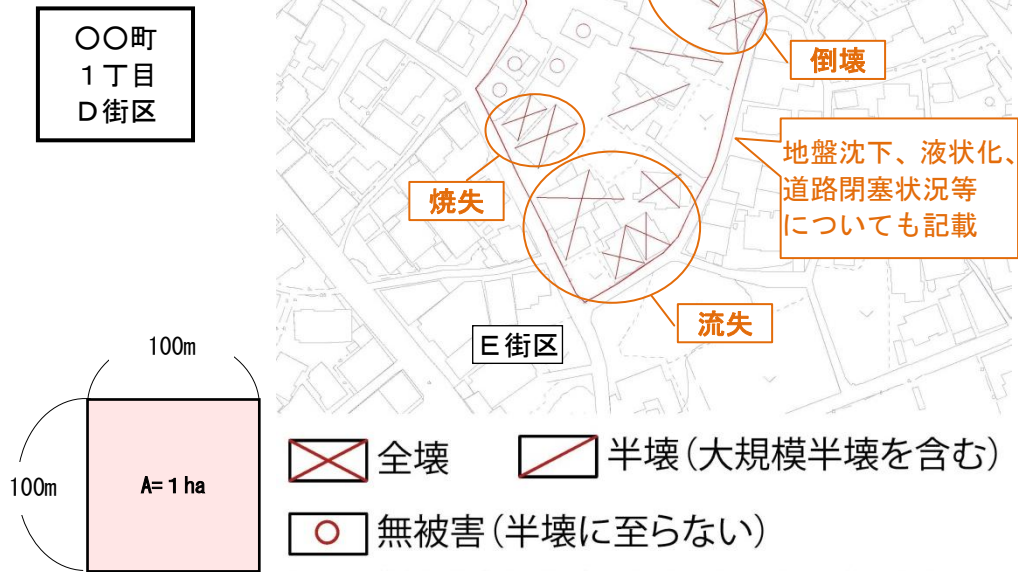 〇〇町
1丁目
D街区
倒壊
地盤沈下、液状化、
道路閉塞状況等
についても記載
焼失
流失
E街区
100m
100m
A=1ha
全壊
半壊(大規模半壊を含む)
無被害(半壊に至らない)